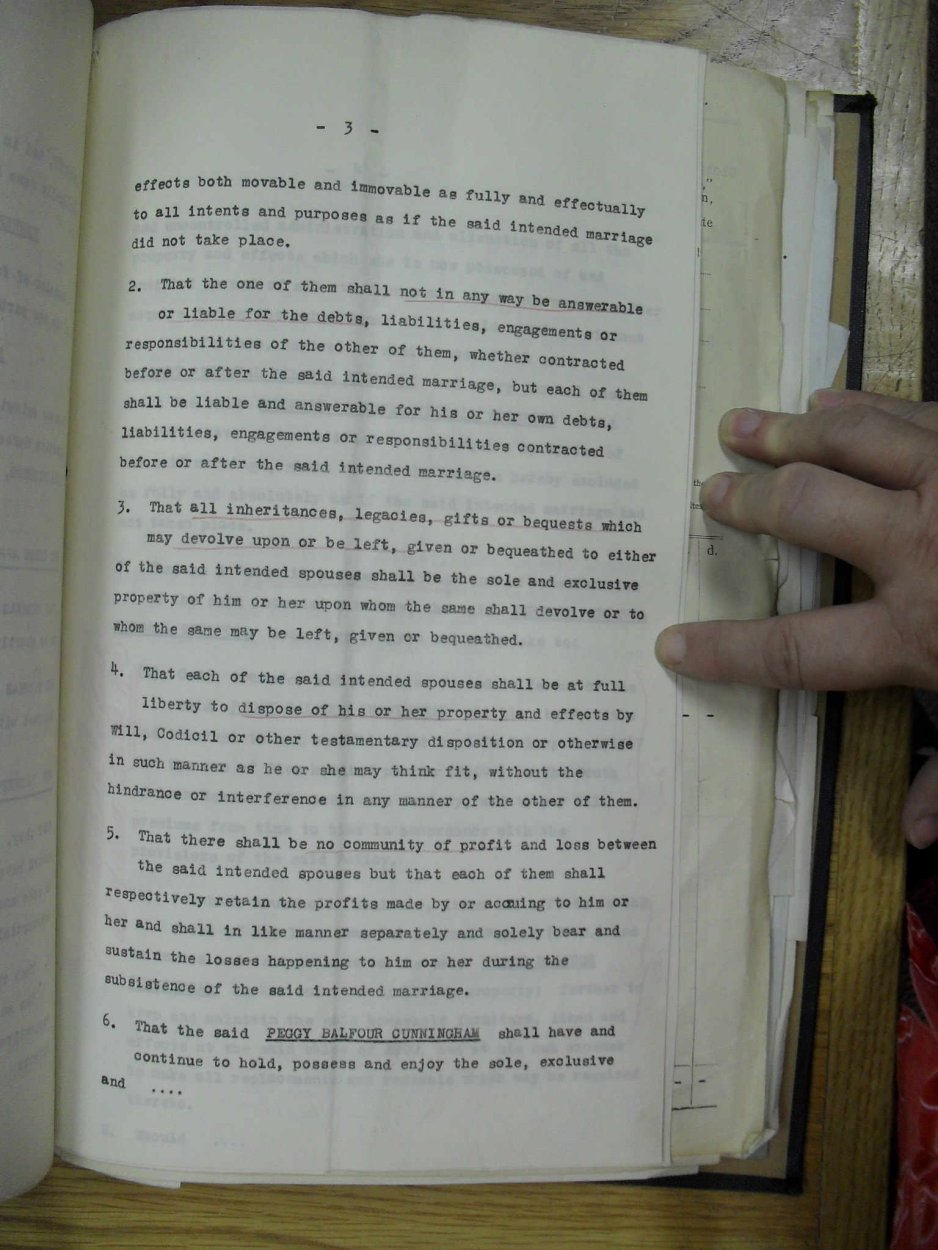 - 3 -
effects both movable and immovable as fully and effectually
to all intents and purposes as if the said intended marriage
did not take place.
2. That the one of them shall not in any way be answerable
or liable for the debts, liabilities, engagements or
responsibilities of the other of them, whether contracted
before or after the said intended marriage, but each of them
shall be liable and answerable for his or her own debts,
liabilities, engagements or responsibilities contracted
before or after the said intended marriage.
3. That all inheritances, legacies, gifts or bequests which
may devolve upon or be left, given or bequeathed to either
of the said intended spouses shall be the sole and exclusive
property of him or her upon whom the same shall devolve or to
whom the same may be left, given or bequeathed.
4. That each of the said intended spouses shall be at full
liberty to dispose of his or her property and effects by
Will, Codicil or other testamentary disposition or otherwise
in such manner as he or she may think fit, without the
hindrance or interference in any manner of the other of them.
5. That there shall be no community of profit and loss between
the said intended spouses but that each of them shall
respectively retain the profits made by or accuing to him or
her and shall in like manner separately and solely bear and
sustain the losses happening to him or her during the
subsistence of the said intended marriage.
6. That the said PEGGY BALFOUR CUNNINGHAM shall have and
continue to hold, possess and enjoy the sole, exclusive
and ....
d.